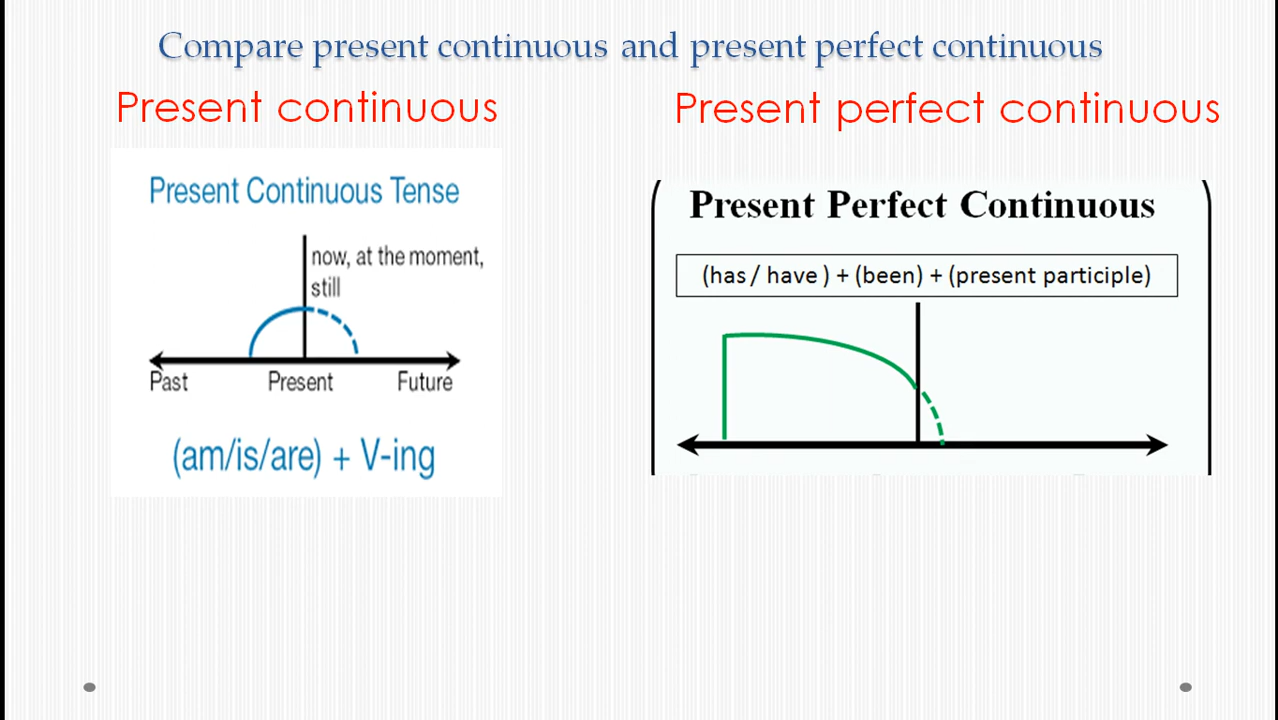 Compare present continuous and present perfect continuous
Present continuous
Present Continuous Tense
now, at the moment,
still
Past Present Future
(am/is/are) + V-ing
Present perfect continuous
Present Perfect Continuous
(has / have ) + (been) + (present participle)